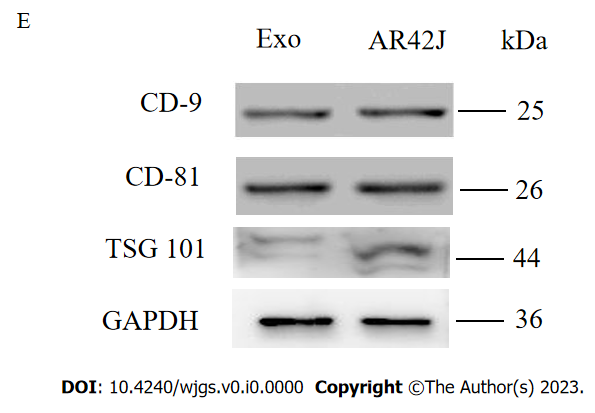 E
Exo AR42J kDa
CD-9 25
CD-81 26
TSG 101 44
GAPDH 36
DOI: 10.4240/wjgs.v0.i0.0000 Copyright ©The Author(s) 2023.